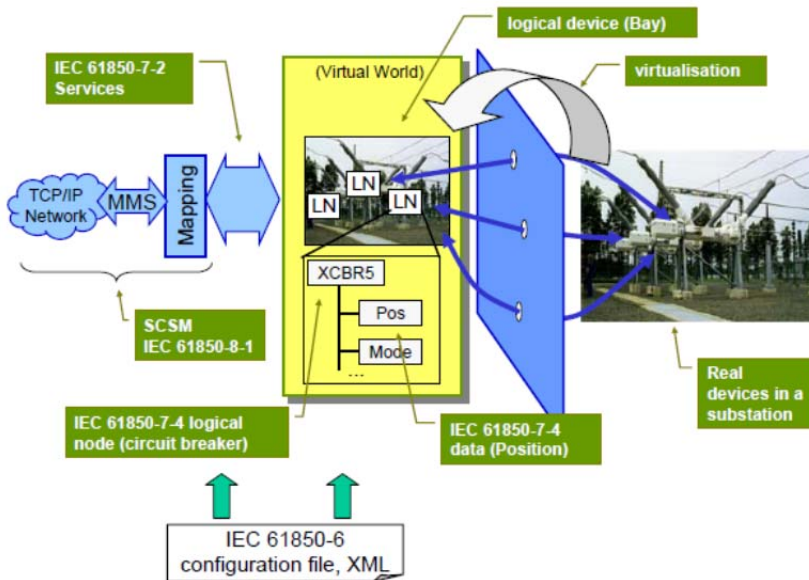 logical device (Bay)
IEC 61850-7-2
Services
(Virtual World)
virtualisation
TCP/IP
Network
MMS
Mapping
LN
LN
LN
XCBR5
Pos
Mode
...
SCSM
IEC 61850-8-1
Real
devices in a
substation
IEC 61850-7-4 logical
node (circuit breaker)
IEC 61850-7-4
data (Position)
IEC 61850-6
configuration file, XML